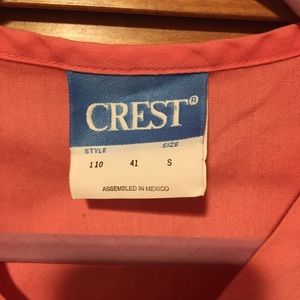 CREST®
STYLE SIZE
110 41 S
ASSEMBLED IN MEXICO